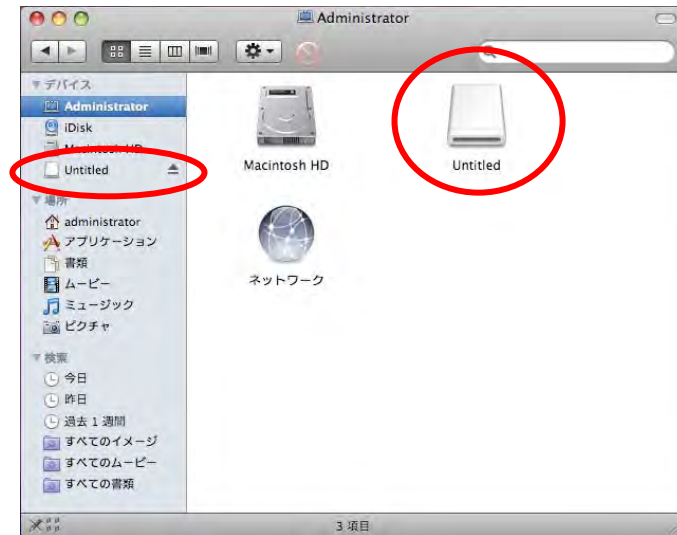 Administrator
デバイス
Administrator
iDisk
Macintosh HD
Untitled
場所
administrator
アプリケーション
書類
ムービー
ミュージック
ピクチャ
検索
今日
昨日
過去 1 週間
すべてのイメージ
すべてのムービー
すべての書類
Macintosh HD
Untitled
ネットワーク
3 項目